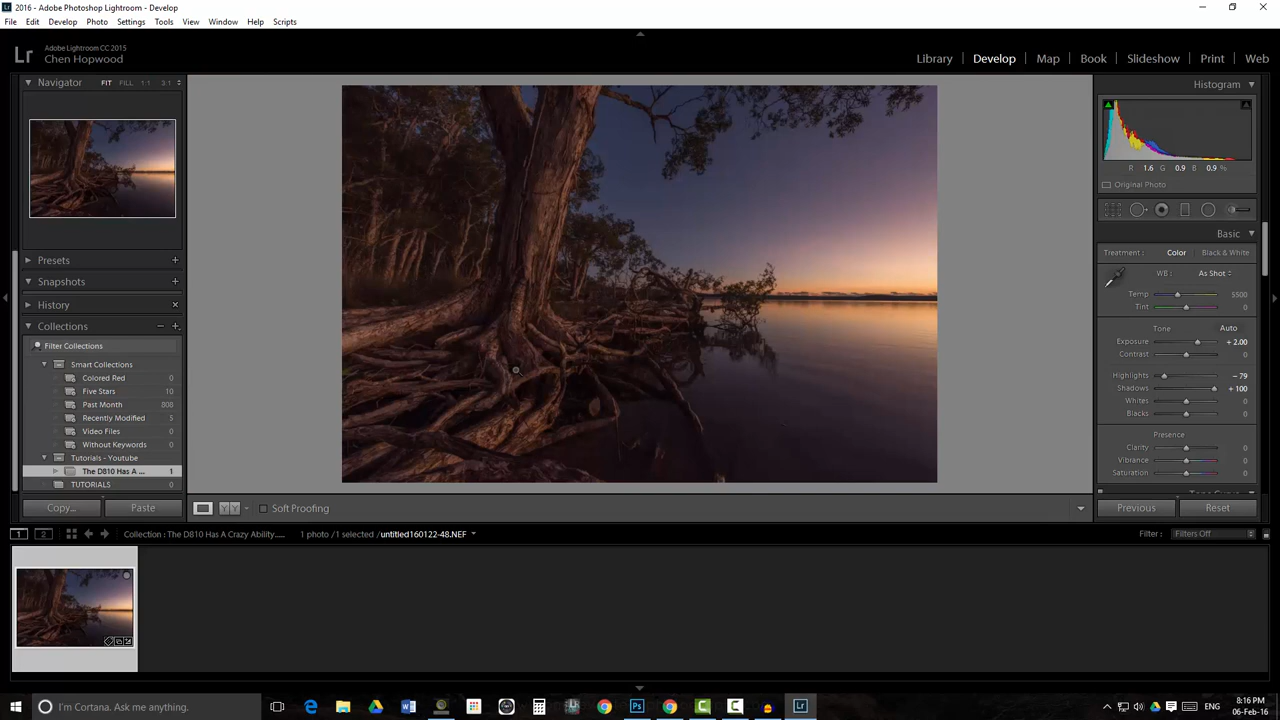 2016 - Adobe Photoshop Lightroom - Develop
File Edit Develop Photo Settings Tools View Window Help Scripts
Lr
Adobe Lightroom CC 2015
Chen Hopwood
Library Develop Map Book Slideshow Print Web
Navigator FIT FILL 1:1 3:1
Presets
Snapshots
History
Collections
Filter Collections
Smart Collections
Colored Red 0
Five Stars 10
Past Month 808
Recently Modified 5
Video Files 0
Without Keywords 0
Tutorials - Youtube
The D810 Has A ... 1
TUTORIALS 0
Copy... Paste
Histogram
R 1.6 G 0.9 B 0.9 %
Original Photo
Basic
Treatment : Color Black & White
WB : As Shot
Temp 5500
Tint 0
Tone Auto
Exposure + 2.00
Contrast 0
Highlights − 79
Shadows + 100
Whites 0
Blacks 0
Presence
Clarity 0
Vibrance 0
Saturation 0
Previous Reset
Soft Proofing
1 2 Collection : The D810 Has A Crazy Ability..... 1 photo / 1 selected / untitled160122-48.NEF
Filter : Filters Off
I'm Cortana. Ask me anything.
ENG
8:16 PM
06-Feb-16